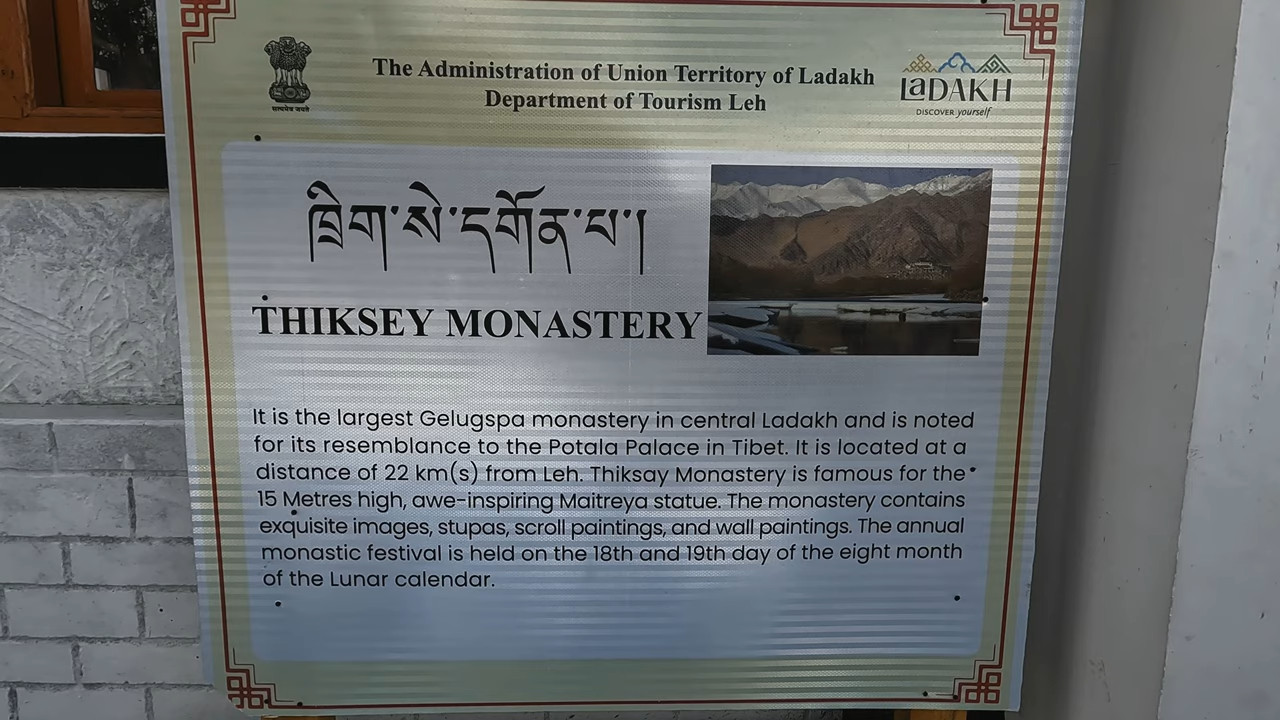 The Administration of Union Territory of Ladakh
Department of Tourism Leh
सत्यमेव जयते
LaDAKH
DISCOVER yourself
ཁྲིག་སེ་དགོན་པ་།
THIKSEY MONASTERY
It is the largest Gelugspa monastery in central Ladakh and is noted
for its resemblance to the Potala Palace in Tibet. It is located at a
distance of 22 km(s) from Leh. Thiksay Monastery is famous for the
15 Metres high, awe-inspiring Maitreya statue. The monastery contains
exquisite images, stupas, scroll paintings, and wall paintings. The annual
monastic festival is held on the 18th and 19th day of the eight month
of the Lunar calendar.